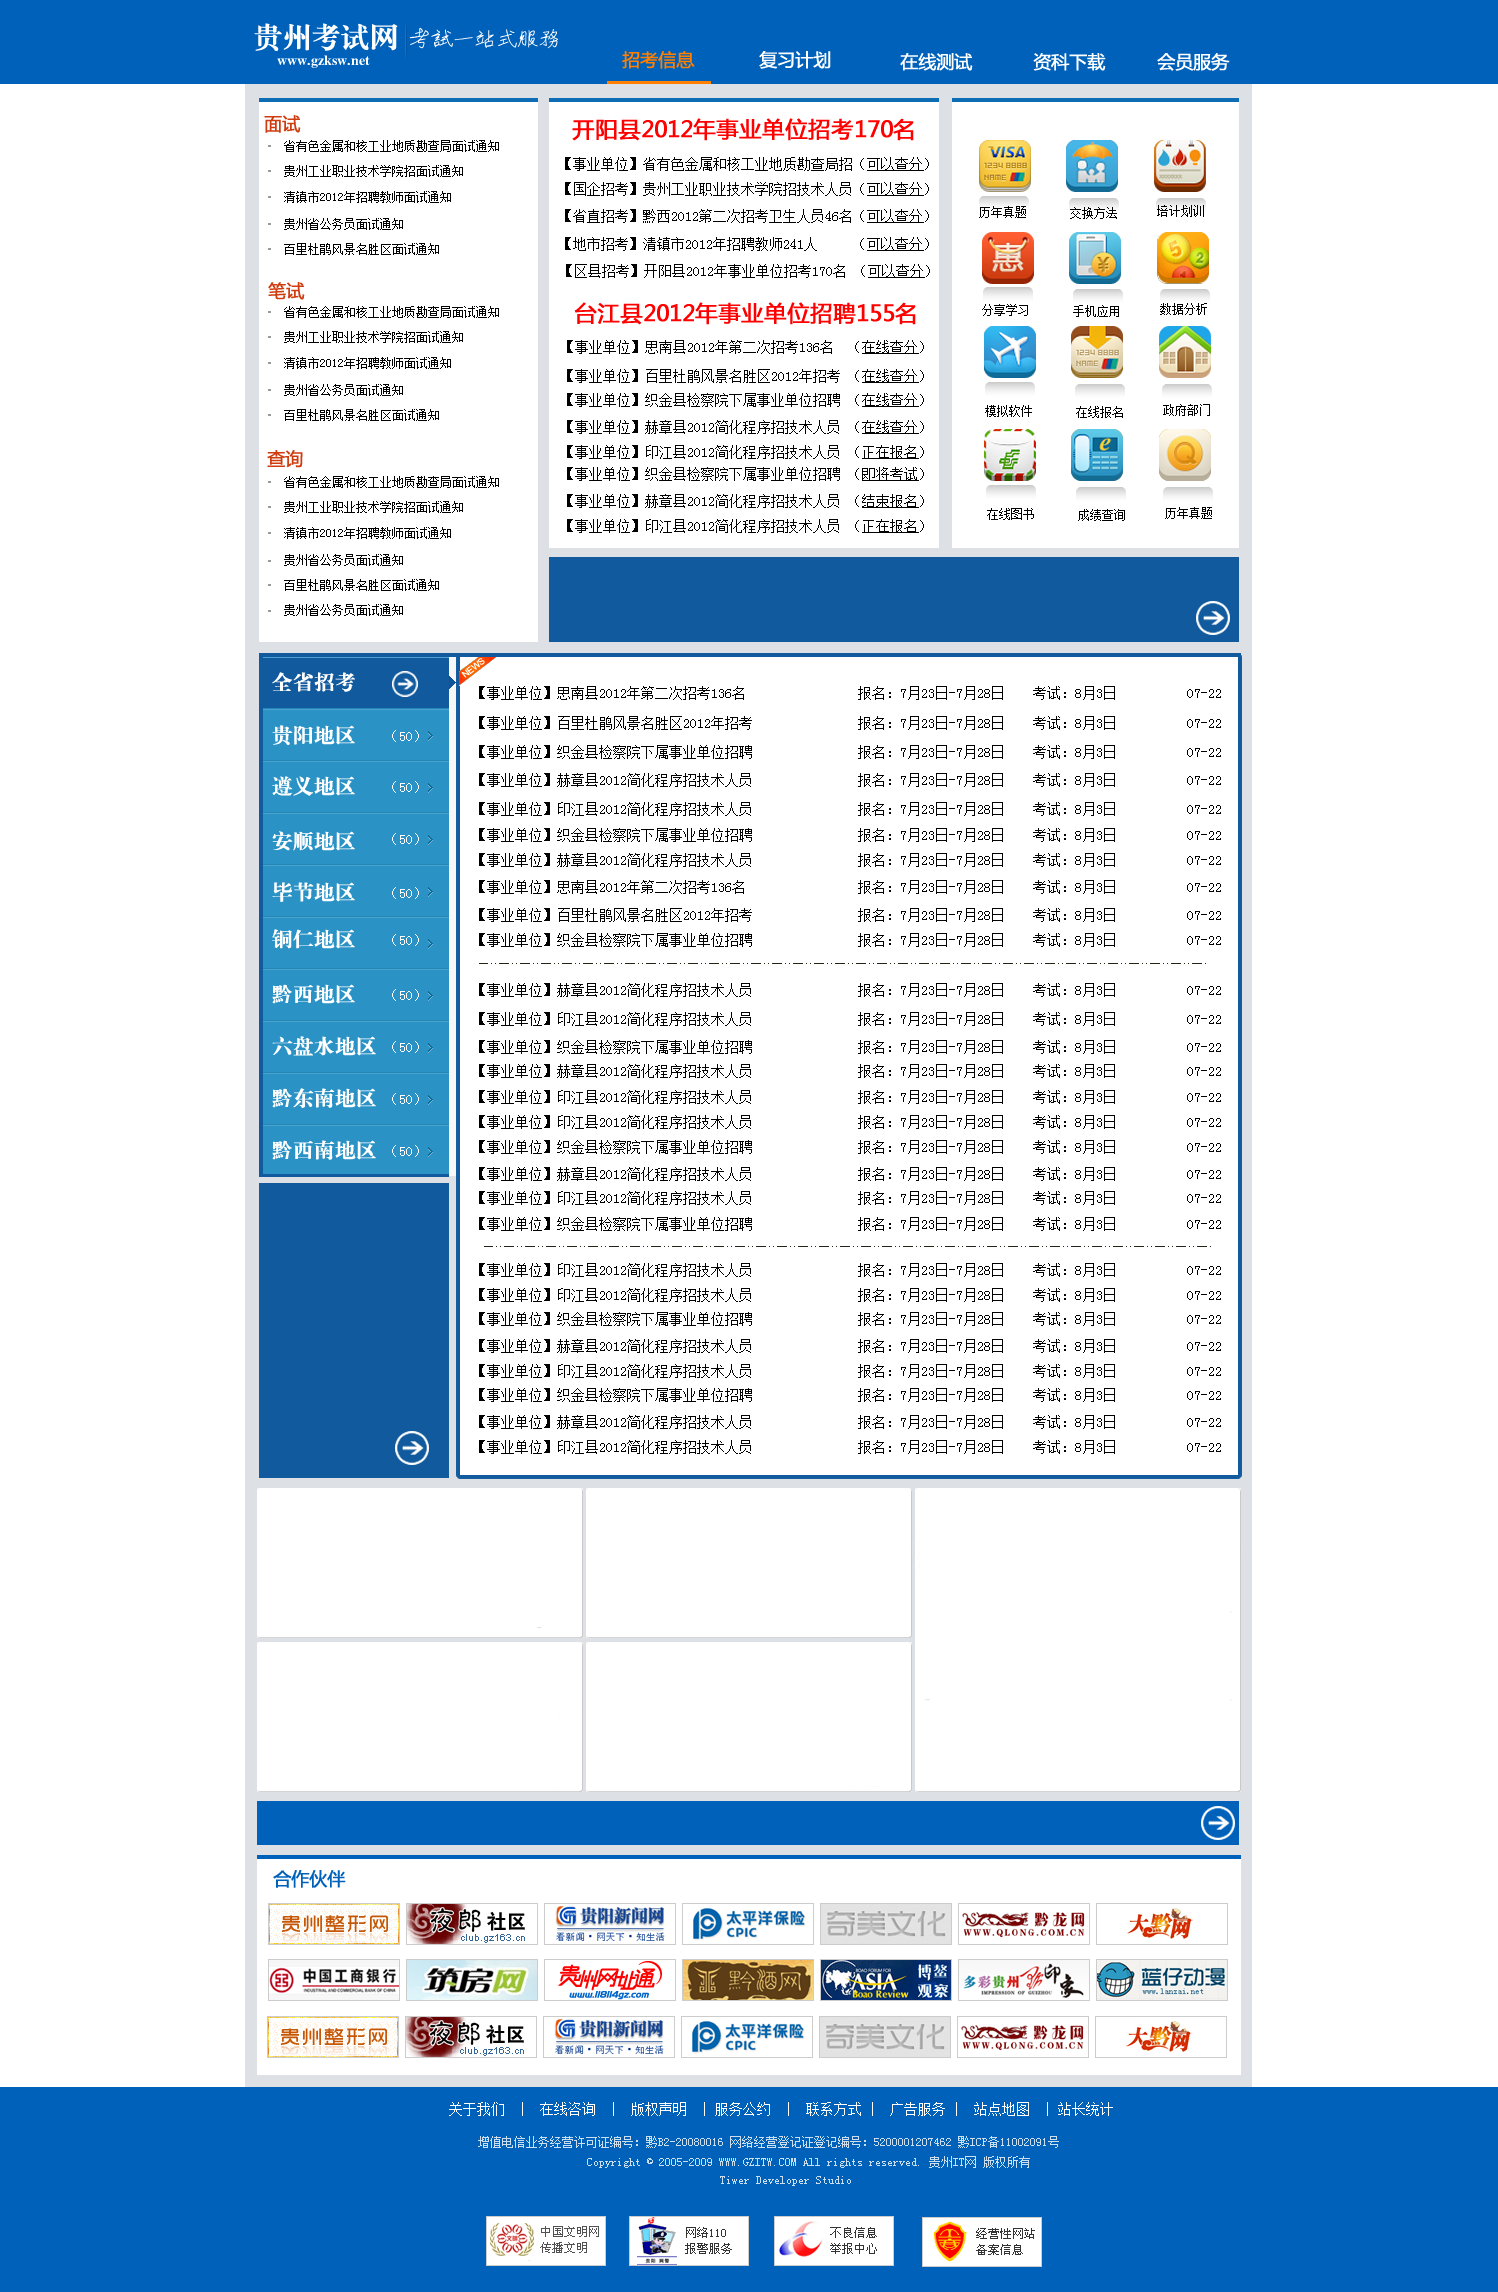 贵州考试网 考試一站式服務
www.gzksw.net
招考信息 复习计划 在线测试 资科下载 会员服务
面试
- 省有色金属和核工业地质勘查局面试通知
- 贵州工业职业技术学院招面试通知
- 清镇市2012年招聘教师面试通知
- 贵州省公务员面试通知
- 百里杜鹃风景名胜区面试通知
笔试
- 省有色金属和核工业地质勘查局面试通知
- 贵州工业职业技术学院招面试通知
- 清镇市2012年招聘教师面试通知
- 贵州省公务员面试通知
- 百里杜鹃风景名胜区面试通知
查询
- 省有色金属和核工业地质勘查局面试通知
- 贵州工业职业技术学院招面试通知
- 清镇市2012年招聘教师面试通知
- 贵州省公务员面试通知
- 百里杜鹃风景名胜区面试通知
- 贵州省公务员面试通知
开阳县2012年事业单位招考170名
【事业单位】省有色金属和核工业地质勘查局招（可以查分）
【国企招考】贵州工业职业技术学院招技术人员（可以查分）
【省直招考】黔西2012第二次招考卫生人员46名（可以查分）
【地市招考】清镇市2012年招聘教师241人 （可以查分）
【区县招考】开阳县2012年事业单位招考170名 （可以查分）
台江县2012年事业单位招聘155名
【事业单位】思南县2012年第二次招考136名 （在线查分）
【事业单位】百里杜鹃风景名胜区2012年招考 （在线查分）
【事业单位】织金县检察院下属事业单位招聘 （在线查分）
【事业单位】赫章县2012简化程序招技术人员 （在线查分）
【事业单位】印江县2012简化程序招技术人员 （正在报名）
【事业单位】织金县检察院下属事业单位招聘 （即将考试）
【事业单位】赫章县2012简化程序招技术人员 （结束报名）
【事业单位】印江县2012简化程序招技术人员 （正在报名）
VISA
1234 8888
NAME
历年真题 交换方法 培计划训
惠 ¥ 5 2
分享学习 手机应用 数据分析
1234 8888
NAME
模拟软件 在线报名 政府部门
e Q
在线图书 成绩查询 历年真题
全省招考
贵阳地区 （50）
遵义地区 （50）
安顺地区 （50）
毕节地区 （50）
铜仁地区 （50）
黔西地区 （50）
六盘水地区 （50）
黔东南地区 （50）
黔西南地区 （50）
NEWS
【事业单位】思南县2012年第二次招考136名 报名：7月23日-7月28日 考试：8月3日 07-22
【事业单位】百里杜鹃风景名胜区2012年招考 报名：7月23日-7月28日 考试：8月3日 07-22
【事业单位】织金县检察院下属事业单位招聘 报名：7月23日-7月28日 考试：8月3日 07-22
【事业单位】赫章县2012简化程序招技术人员 报名：7月23日-7月28日 考试：8月3日 07-22
【事业单位】印江县2012简化程序招技术人员 报名：7月23日-7月28日 考试：8月3日 07-22
【事业单位】织金县检察院下属事业单位招聘 报名：7月23日-7月28日 考试：8月3日 07-22
【事业单位】赫章县2012简化程序招技术人员 报名：7月23日-7月28日 考试：8月3日 07-22
【事业单位】思南县2012年第二次招考136名 报名：7月23日-7月28日 考试：8月3日 07-22
【事业单位】百里杜鹃风景名胜区2012年招考 报名：7月23日-7月28日 考试：8月3日 07-22
【事业单位】织金县检察院下属事业单位招聘 报名：7月23日-7月28日 考试：8月3日 07-22
【事业单位】赫章县2012简化程序招技术人员 报名：7月23日-7月28日 考试：8月3日 07-22
【事业单位】印江县2012简化程序招技术人员 报名：7月23日-7月28日 考试：8月3日 07-22
【事业单位】织金县检察院下属事业单位招聘 报名：7月23日-7月28日 考试：8月3日 07-22
【事业单位】赫章县2012简化程序招技术人员 报名：7月23日-7月28日 考试：8月3日 07-22
【事业单位】印江县2012简化程序招技术人员 报名：7月23日-7月28日 考试：8月3日 07-22
【事业单位】印江县2012简化程序招技术人员 报名：7月23日-7月28日 考试：8月3日 07-22
【事业单位】织金县检察院下属事业单位招聘 报名：7月23日-7月28日 考试：8月3日 07-22
【事业单位】赫章县2012简化程序招技术人员 报名：7月23日-7月28日 考试：8月3日 07-22
【事业单位】印江县2012简化程序招技术人员 报名：7月23日-7月28日 考试：8月3日 07-22
【事业单位】织金县检察院下属事业单位招聘 报名：7月23日-7月28日 考试：8月3日 07-22
【事业单位】印江县2012简化程序招技术人员 报名：7月23日-7月28日 考试：8月3日 07-22
【事业单位】印江县2012简化程序招技术人员 报名：7月23日-7月28日 考试：8月3日 07-22
【事业单位】织金县检察院下属事业单位招聘 报名：7月23日-7月28日 考试：8月3日 07-22
【事业单位】赫章县2012简化程序招技术人员 报名：7月23日-7月28日 考试：8月3日 07-22
【事业单位】印江县2012简化程序招技术人员 报名：7月23日-7月28日 考试：8月3日 07-22
【事业单位】织金县检察院下属事业单位招聘 报名：7月23日-7月28日 考试：8月3日 07-22
【事业单位】赫章县2012简化程序招技术人员 报名：7月23日-7月28日 考试：8月3日 07-22
【事业单位】印江县2012简化程序招技术人员 报名：7月23日-7月28日 考试：8月3日 07-22
合作伙伴
贵州整形网 夜郎社区 贵阳新闻网 太平洋保险 奇美文化 黔龙网 大黔网
club.gz163.cn 看新闻·网天下·知生活 CPIC WWW.QLONG.COM.CN
中国工商银行 筑房网 贵州网址通 黔酒网 BOAO FORUM FOR ASIA 博鳌观察 多彩贵州 印象 蓝仔动漫
INDUSTRIAL AND COMMERCIAL BANK OF CHINA www.118114gz.com Boao Review IMPRESSION OF GUIZHOU www.lanzai.net
贵州整形网 夜郎社区 贵阳新闻网 太平洋保险 奇美文化 黔龙网 大黔网
club.gz163.cn 看新闻·网天下·知生活 CPIC WWW.QLONG.COM.CN
关于我们 | 在线咨询 | 版权声明 | 服务公约 | 联系方式 | 广告服务 | 站点地图 | 站长统计
增值电信业务经营许可证编号：黔B2-20080016 网络经营登记证登记编号：5200001207462 黔ICP备11002091号
Copyright © 2005-2009 WWW.GZITW.COM All rights reserved. 贵州IT网 版权所有
Tiwer Developer Studio
中国文明网 网络110 不良信息 经营性网站
传播文明 报警服务 举报中心 备案信息